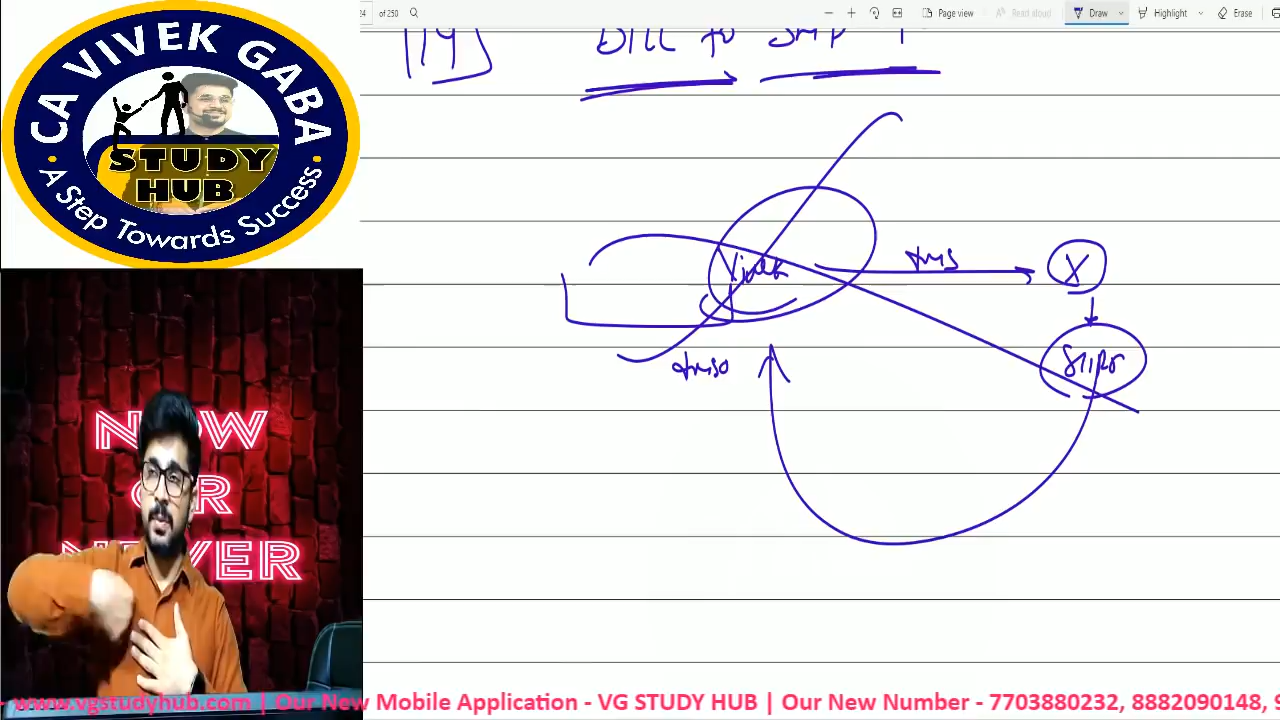 CA VIVEK GABA
STUDY
HUB
A Step Towards Success
24 of 250
Page view
Read aloud
Draw
Highlight
Erase
Bill to Ship T
Vivek
X
NOW
OR
NEVER
- www.vgstudyhub.com | Our New Mobile Application - VG STUDY HUB | Our New Number - 7703880232, 8882090148,